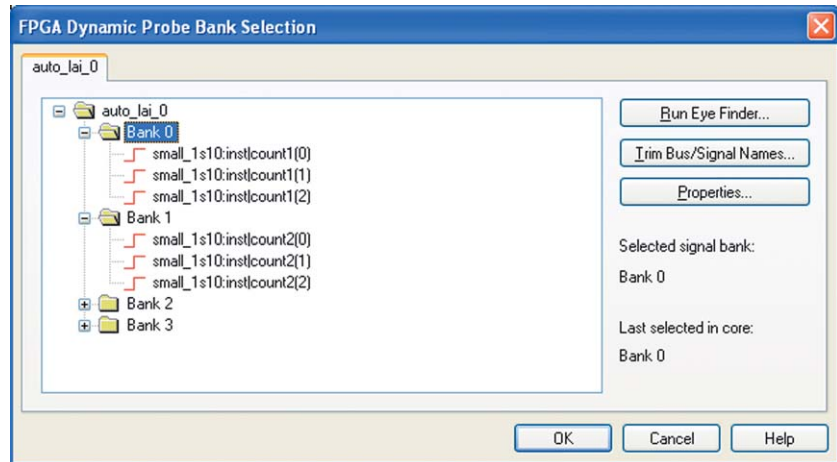 FPGA Dynamic Probe Bank Selection
auto_lai_0
auto_lai_0
Bank 0
small_1s10:inst|count1(0)
small_1s10:inst|count1(1)
small_1s10:inst|count1(2)
Bank 1
small_1s10:inst|count2(0)
small_1s10:inst|count2(1)
small_1s10:inst|count2(2)
Bank 2
Bank 3
Run Eye Finder...
Trim Bus/Signal Names...
Properties...
Selected signal bank:
Bank 0
Last selected in core:
Bank 0
OK
Cancel
Help